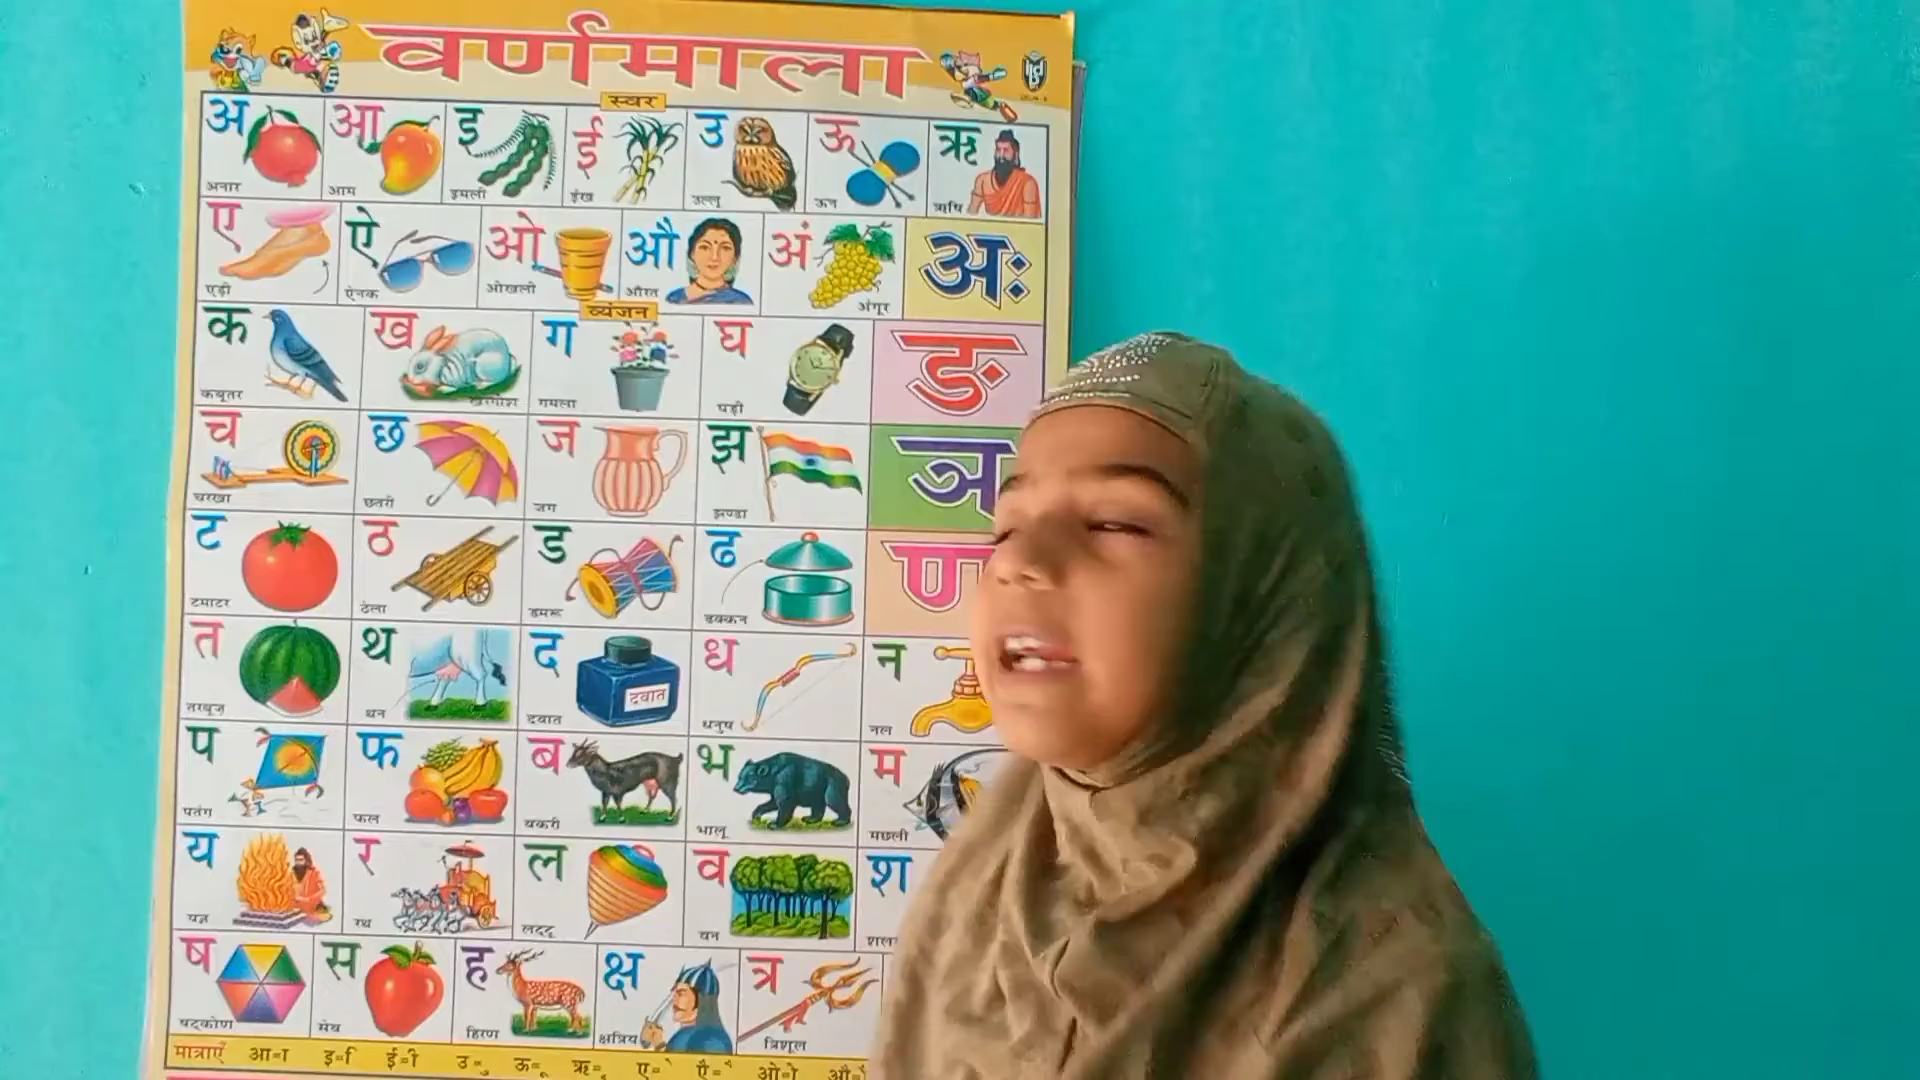 वर्णमाला
स्वर
अ आ इ ई उ ऊ ऋ
अनार आम इमली ईख उल्लू ऊन ऋषि
ए ऐ ओ औ अं अः
एड़ी ऐनक ओखली औरत अंगूर
व्यंजन
क ख ग घ ङ
कबूतर खरगोश गमला घड़ी
च छ ज झ ञ
चरखा छतरी जग झण्डा
ट ठ ड ढ ण
टमाटर ठेला डमरू ढक्कन
त थ द ध न
दवात
तरबूज़ थन दवात धनुष नल
प फ ब भ म
पतंग फल बकरी भालू मछली
य र ल व श
यज्ञ रथ लट्टू वन
ष स ह क्ष त्र
षट्कोण सेब हिरण क्षत्रिय त्रिशूल
मात्राएँ आ=ा इ=ि ई=ी उ=ु ऊ=ू ऋ=ृ ए=े ऐ=ै ओ=ो